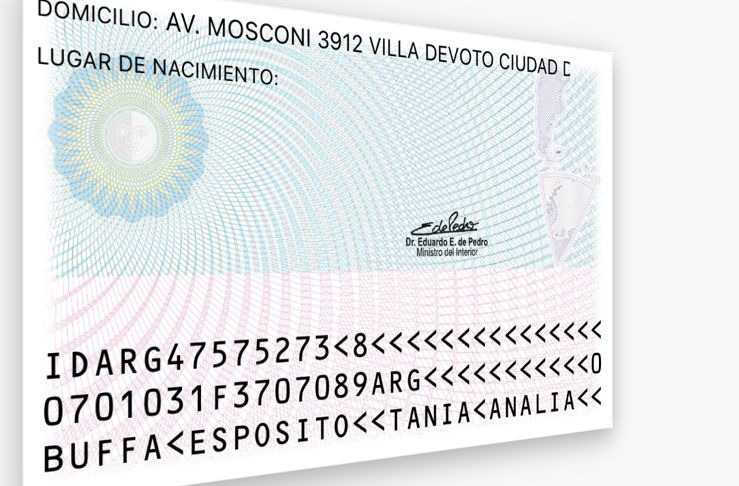 DOMICILIO: AV. MOSCONI 3912 VILLA DEVOTO CIUDAD D
LUGAR DE NACIMIENTO:
Dr. Eduardo E. de Pedro
Ministro del Interior
IDARG47575273<8<<<<<<<<<<<<<<<
0701031F3707089ARG<<<<<<<<<<<0
BUFFA<ESPOSITO<<TANIA<ANALIA<<